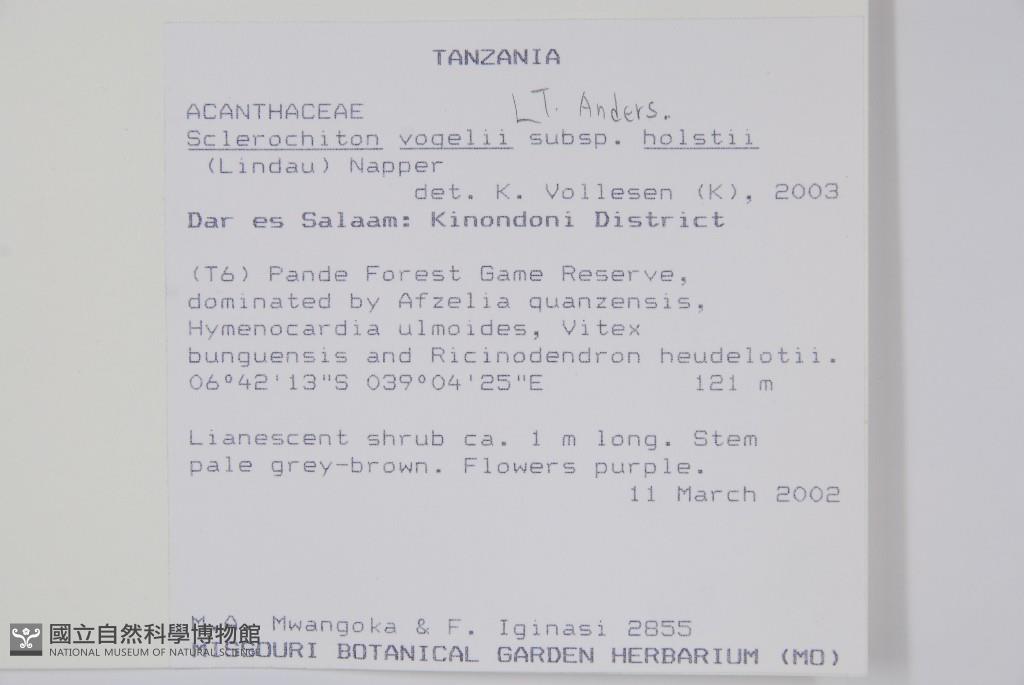 TANZANIA
LT. Anders.
ACANTHACEAE
Sclerochiton vogelii subsp. holstii
(Lindau) Napper
det. K. Vollesen (K), 2003
Dar es Salaam: Kinondoni District
(T6) Pande Forest Game Reserve,
dominated by Afzelia quanzensis,
Hymenocardia ulmoides, Vitex
bunguensis and Ricinodendron heudelotii.
06°42'13"S 039°04'25"E 121 m
Lianescent shrub ca. 1 m long. Stem
pale grey-brown. Flowers purple.
11 March 2002
M.A. Mwangoka & F. Iginasi 2855
MISSOURI BOTANICAL GARDEN HERBARIUM (MO)
國立自然科學博物館
NATIONAL MUSEUM OF NATURAL SCIENCE